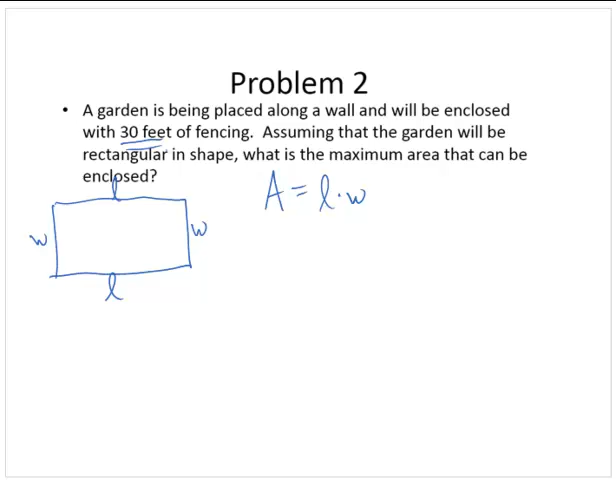 Problem 2
• A garden is being placed along a wall and will be enclosed
with 30 feet of fencing. Assuming that the garden will be
rectangular in shape, what is the maximum area that can be
enclosed?
l
A = l · w
w
w
l